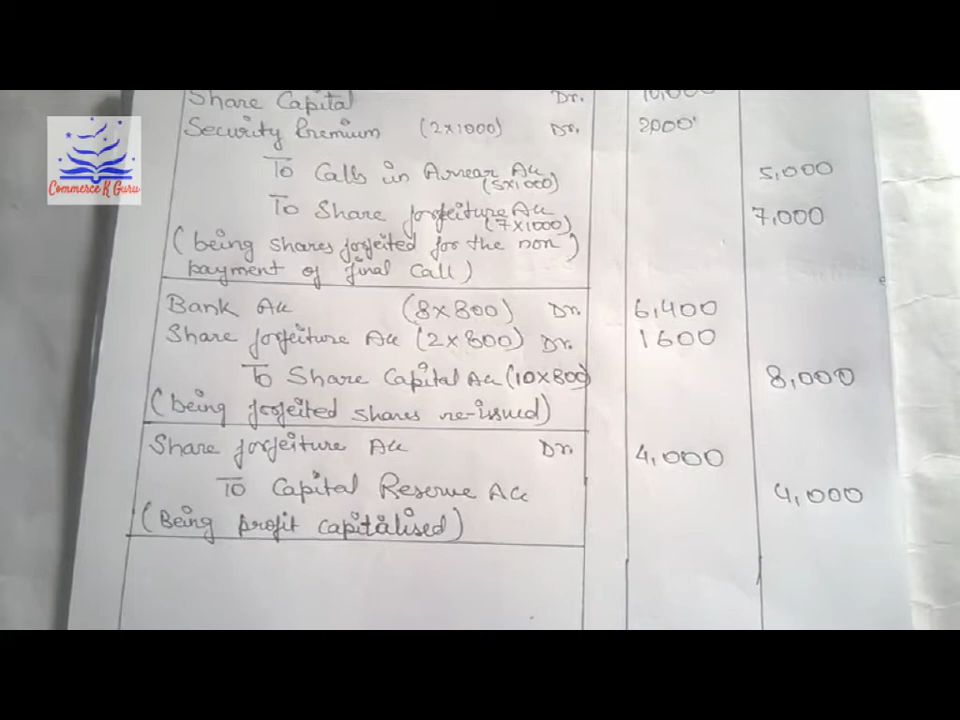 Share Capital Dr. 10,000
Security Premium (2x1000) Dr. 2000
To Calls in Arrear A/c 5,000
(5x1000)
To Share forfeiture A/c 7,000
(7x1000)
(being shares forfeited for the non
payment of final call)
Bank A/c (8x800) Dr. 6,400
Share forfeiture A/c (2x800) Dr. 1600
To Share Capital A/c (10x800) 8,000
(being forfeited shares re-issued)
Share forfeiture A/c Dr. 4,000
To Capital Reserve A/c 4,000
(Being profit capitalised)
Commerce K Guru